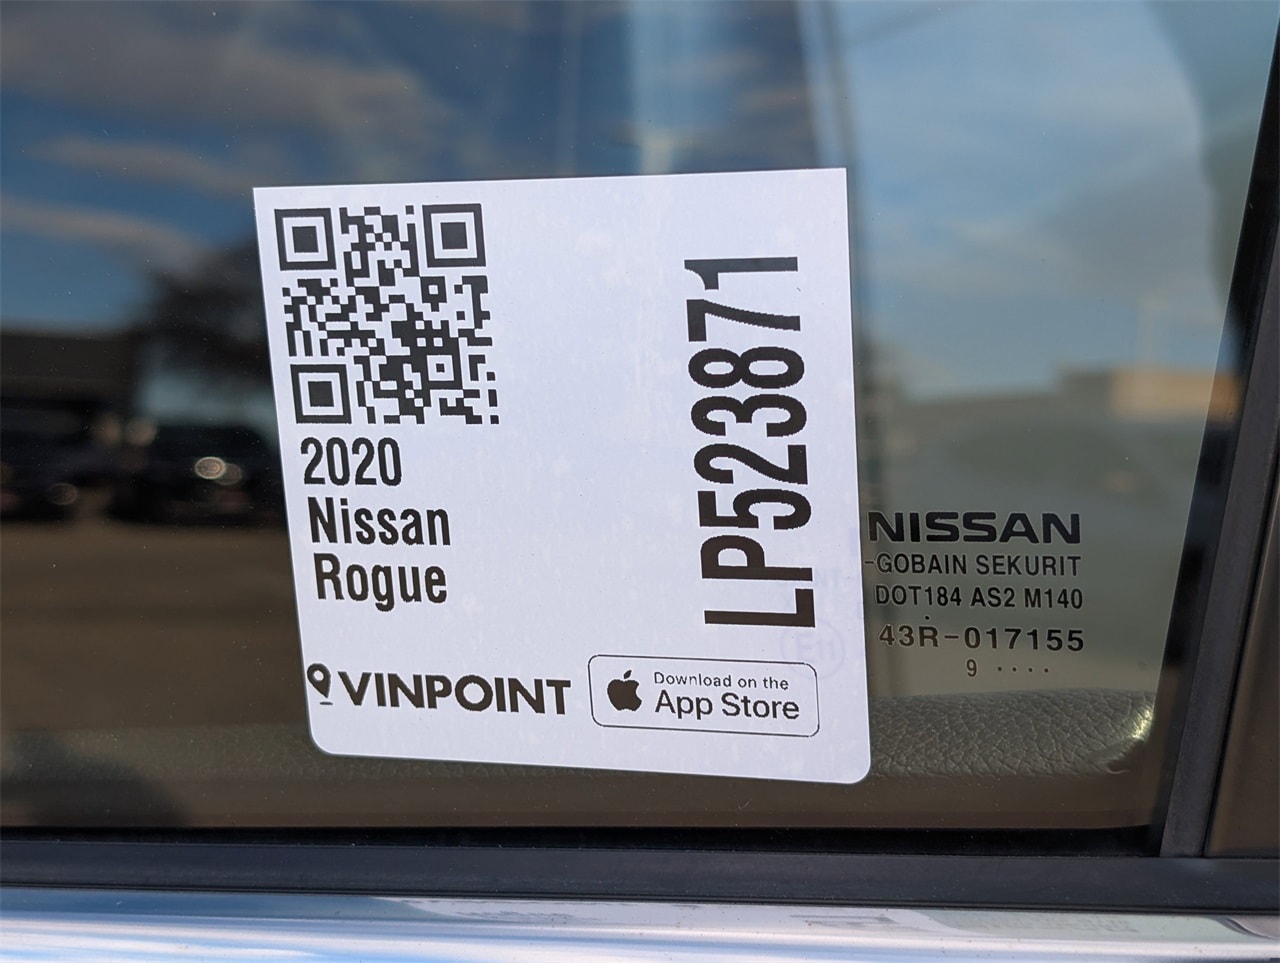 2020
Nissan
Rogue
LP523871
VINPOINT
Download on the
App Store
NISSAN
-GOBAIN SEKURIT
DOT184 AS2 M140
43R-017155
9 ····